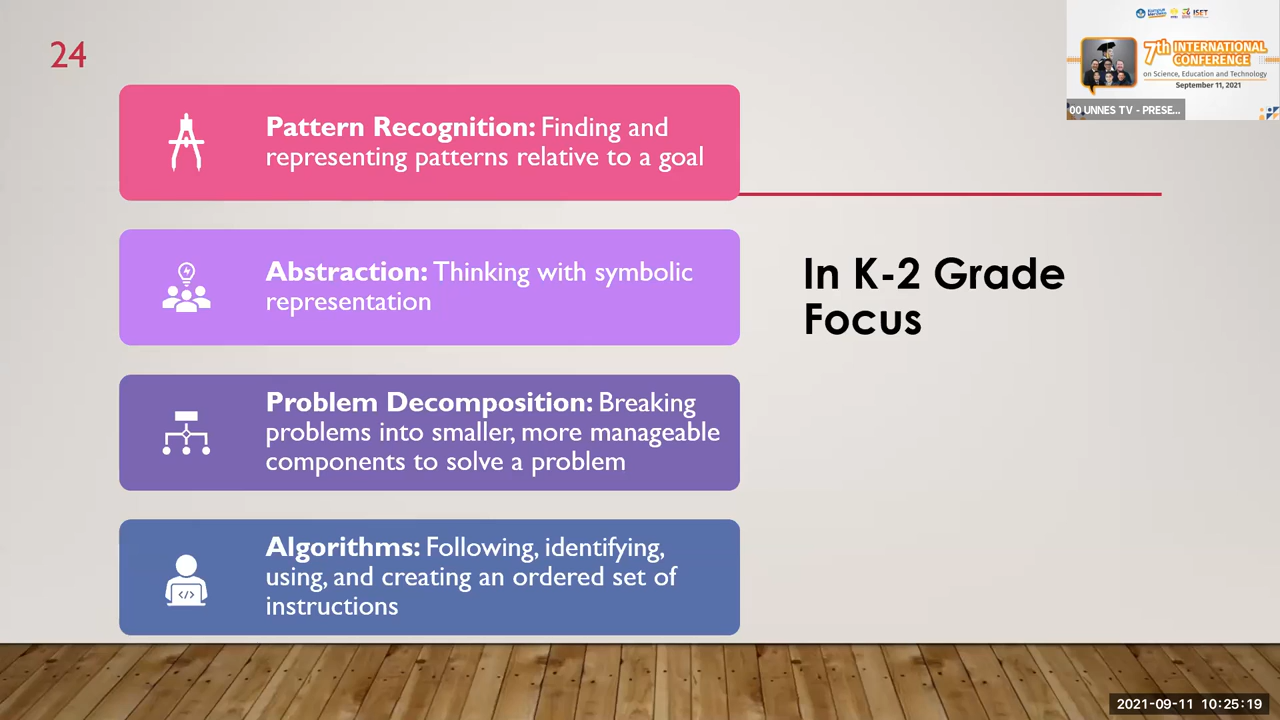 24
Pattern Recognition: Finding and
representing patterns relative to a goal
Abstraction: Thinking with symbolic
representation
Problem Decomposition: Breaking
problems into smaller, more manageable
components to solve a problem
Algorithms: Following, identifying,
using, and creating an ordered set of
instructions
In K-2 Grade
Focus
ISET
7th INTERNATIONAL
CONFERENCE
on Science, Education and Technology
September 11, 2021
00 UNNES TV - PRESE...
2021-09-11 10:25:19